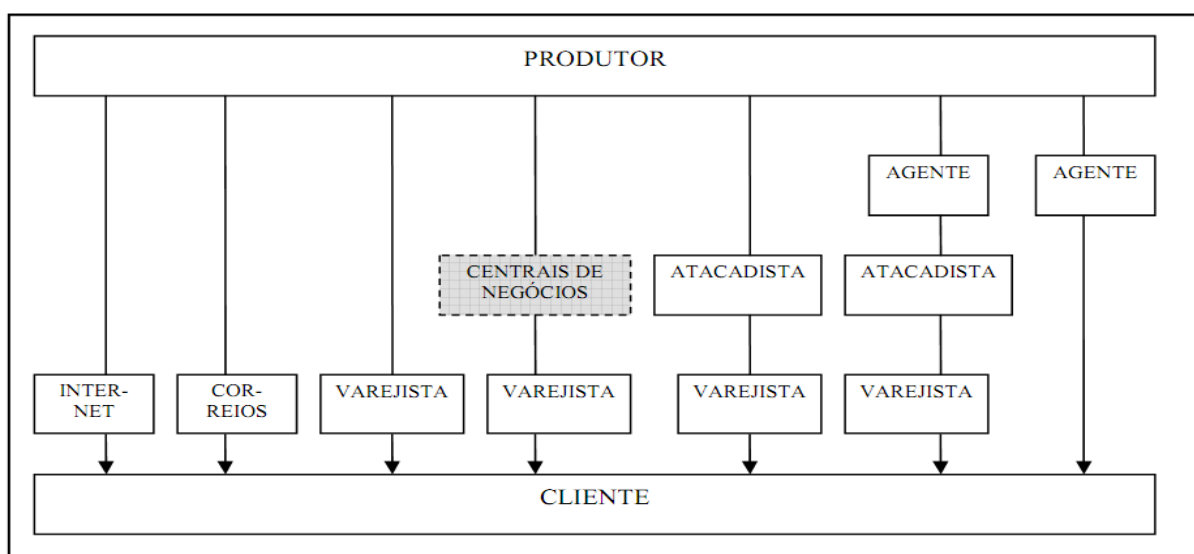 PRODUTOR
AGENTE
AGENTE
CENTRAIS DE
NEGÓCIOS
ATACADISTA
ATACADISTA
INTER-
NET
COR-
REIOS
VAREJISTA
VAREJISTA
VAREJISTA
VAREJISTA
CLIENTE